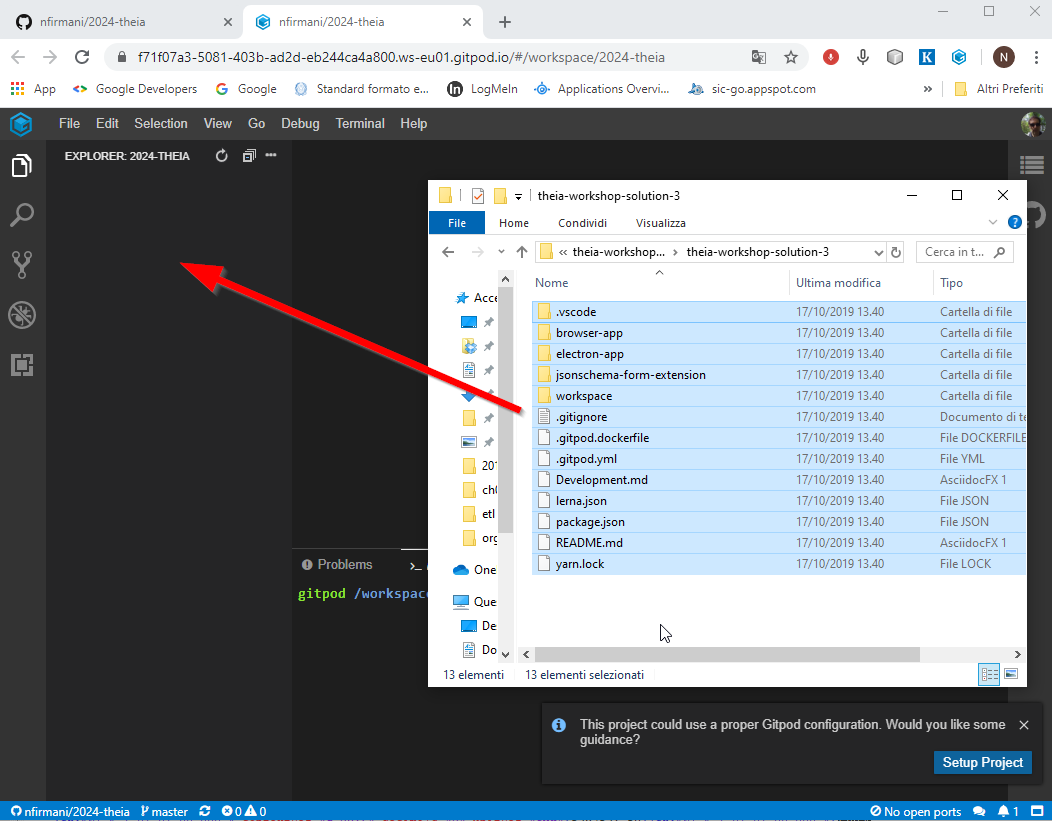 nfirmani/2024-theia
nfirmani/2024-theia
f71f07a3-5081-403b-ad2d-eb244ca4a800.ws-eu01.gitpod.io/#/workspace/2024-theia
K
N
App
Google Developers
Google
Standard formato e...
LogMeIn
Applications Overvi...
sic-go.appspot.com
»
Altri Preferiti
File Edit Selection View Go Debug Terminal Help
EXPLORER: 2024-THEIA
theia-workshop-solution-3
File Home Condividi Visualizza
« theia-workshop... › theia-workshop-solution-3
Cerca in t...
Nome Ultima modifica Tipo
Acce
201
ch0
etl
org
One
Que
De
Do
.vscode 17/10/2019 13.40 Cartella di file
browser-app 17/10/2019 13.40 Cartella di file
electron-app 17/10/2019 13.40 Cartella di file
jsonschema-form-extension 17/10/2019 13.40 Cartella di file
workspace 17/10/2019 13.40 Cartella di file
.gitignore 17/10/2019 13.40 Documento di te
.gitpod.dockerfile 17/10/2019 13.40 File DOCKERFILE
.gitpod.yml 17/10/2019 13.40 File YML
Development.md 17/10/2019 13.40 AsciidocFX 1
lerna.json 17/10/2019 13.40 File JSON
package.json 17/10/2019 13.40 File JSON
README.md 17/10/2019 13.40 AsciidocFX 1
yarn.lock 17/10/2019 13.40 File LOCK
13 elementi 13 elementi selezionati
Problems
gitpod /workspace
This project could use a proper Gitpod configuration. Would you like some
guidance?
Setup Project
nfirmani/2024-theia master 0 0 No open ports 1